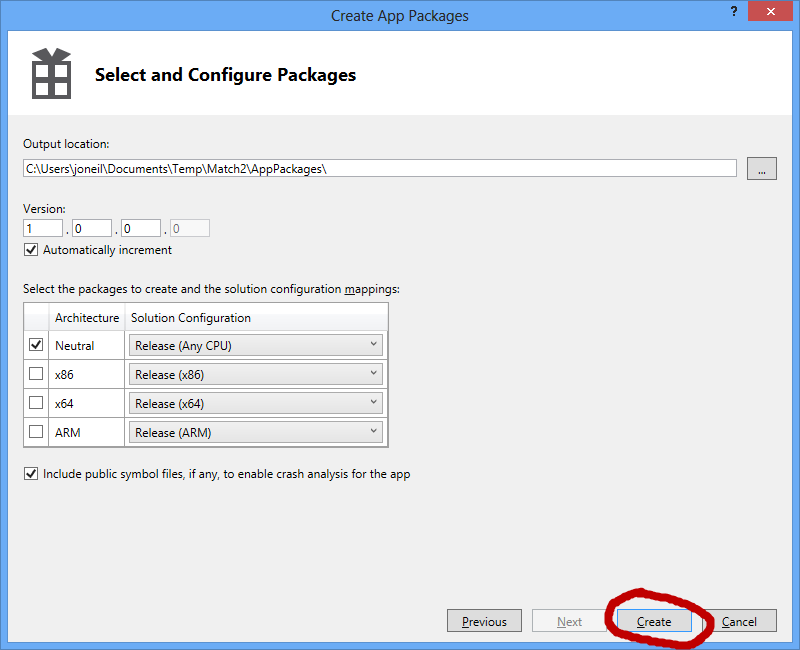 Create App Packages
?
Select and Configure Packages
Output location:
C:\Users\joneil\Documents\Temp\Match2\AppPackages\
...
Version:
1 . 0 . 0 . 0
Automatically increment
Select the packages to create and the solution configuration mappings:
Architecture Solution Configuration
Neutral Release (Any CPU)
x86 Release (x86)
x64 Release (x64)
ARM Release (ARM)
Include public symbol files, if any, to enable crash analysis for the app
Previous Next Create Cancel